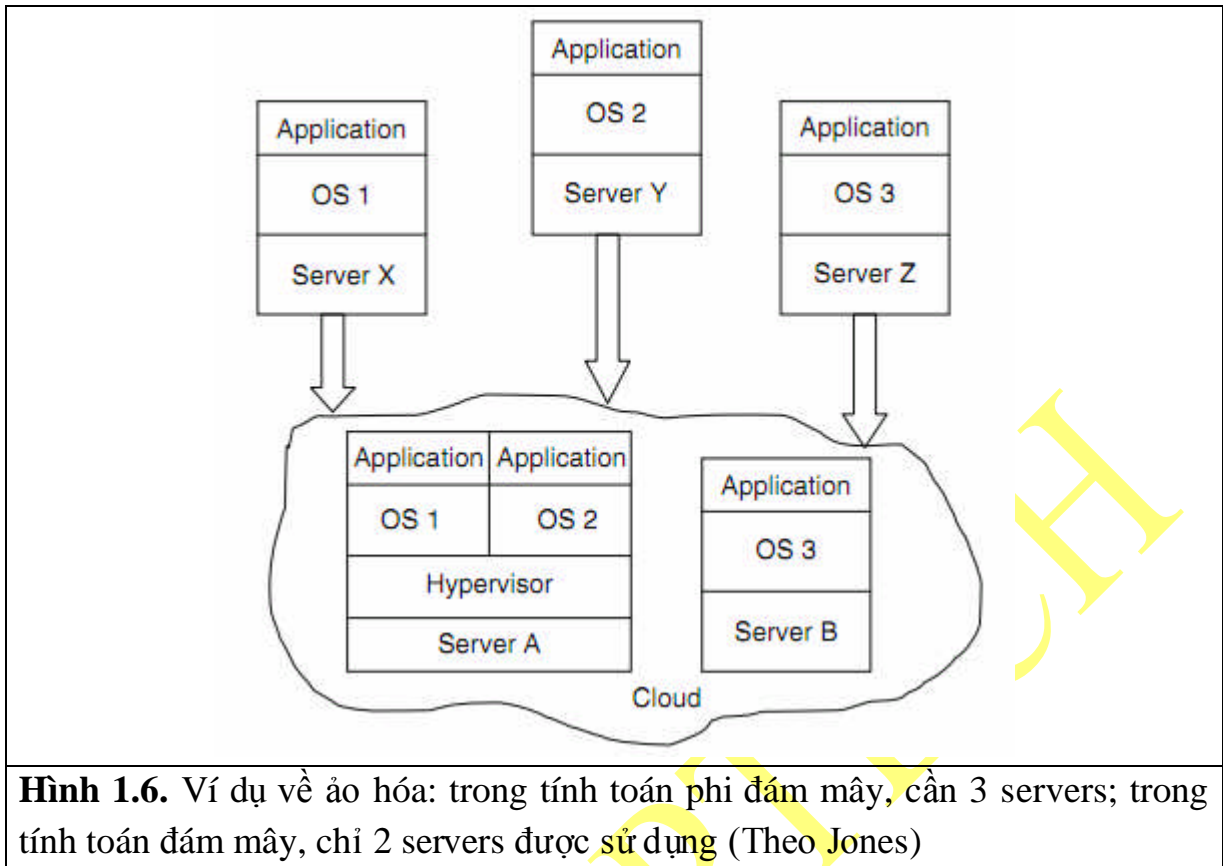 Application
OS 2
Server Y
Application
OS 1
Server X
Application
OS 3
Server Z
Application Application
OS 1 OS 2
Hypervisor
Server A
Application
OS 3
Server B
Cloud
Hình 1.6. Ví dụ về ảo hóa: trong tính toán phi đám mây, cần 3 servers; trong
tính toán đám mây, chỉ 2 servers được sử dụng (Theo Jones)